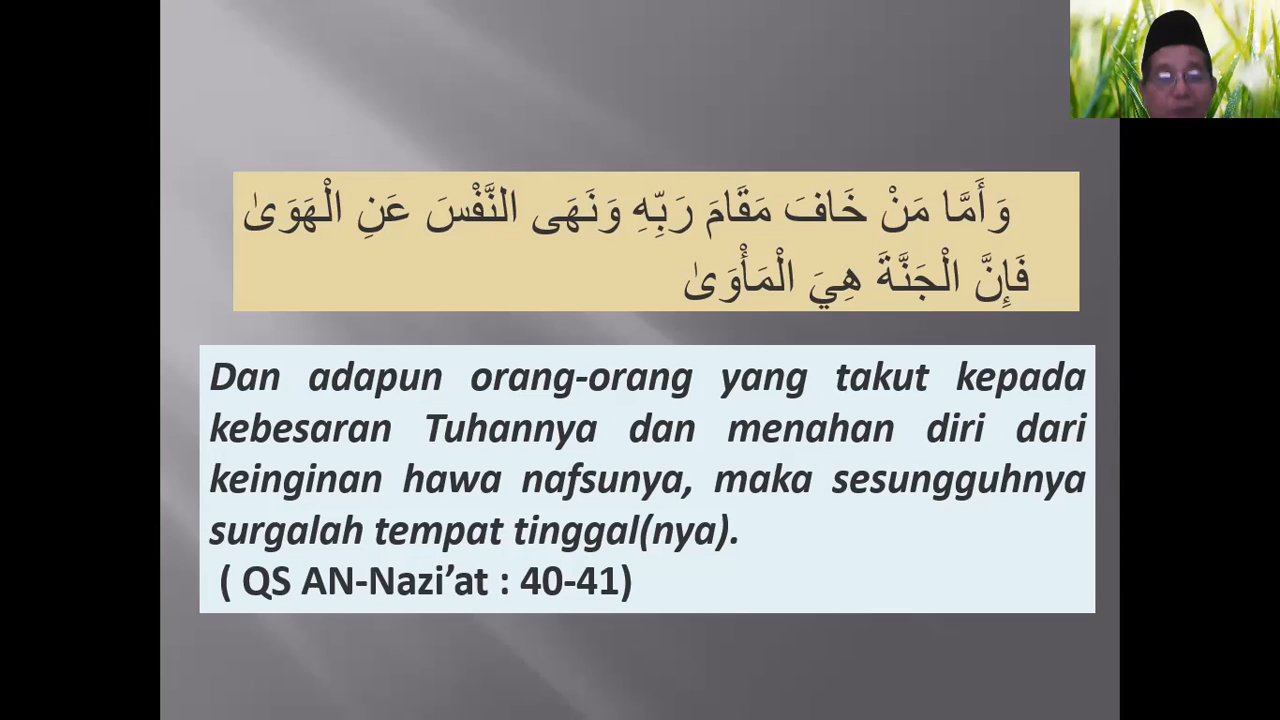 وَأَمَّا مَنْ خَافَ مَقَامَ رَبِّهِ وَنَهَى النَّفْسَ عَنِ الْهَوَىٰ
فَإِنَّ الْجَنَّةَ هِيَ الْمَأْوَىٰ
Dan adapun orang-orang yang takut kepada
kebesaran Tuhannya dan menahan diri dari
keinginan hawa nafsunya, maka sesungguhnya
surgalah tempat tinggal(nya).
( QS AN-Nazi’at : 40-41)